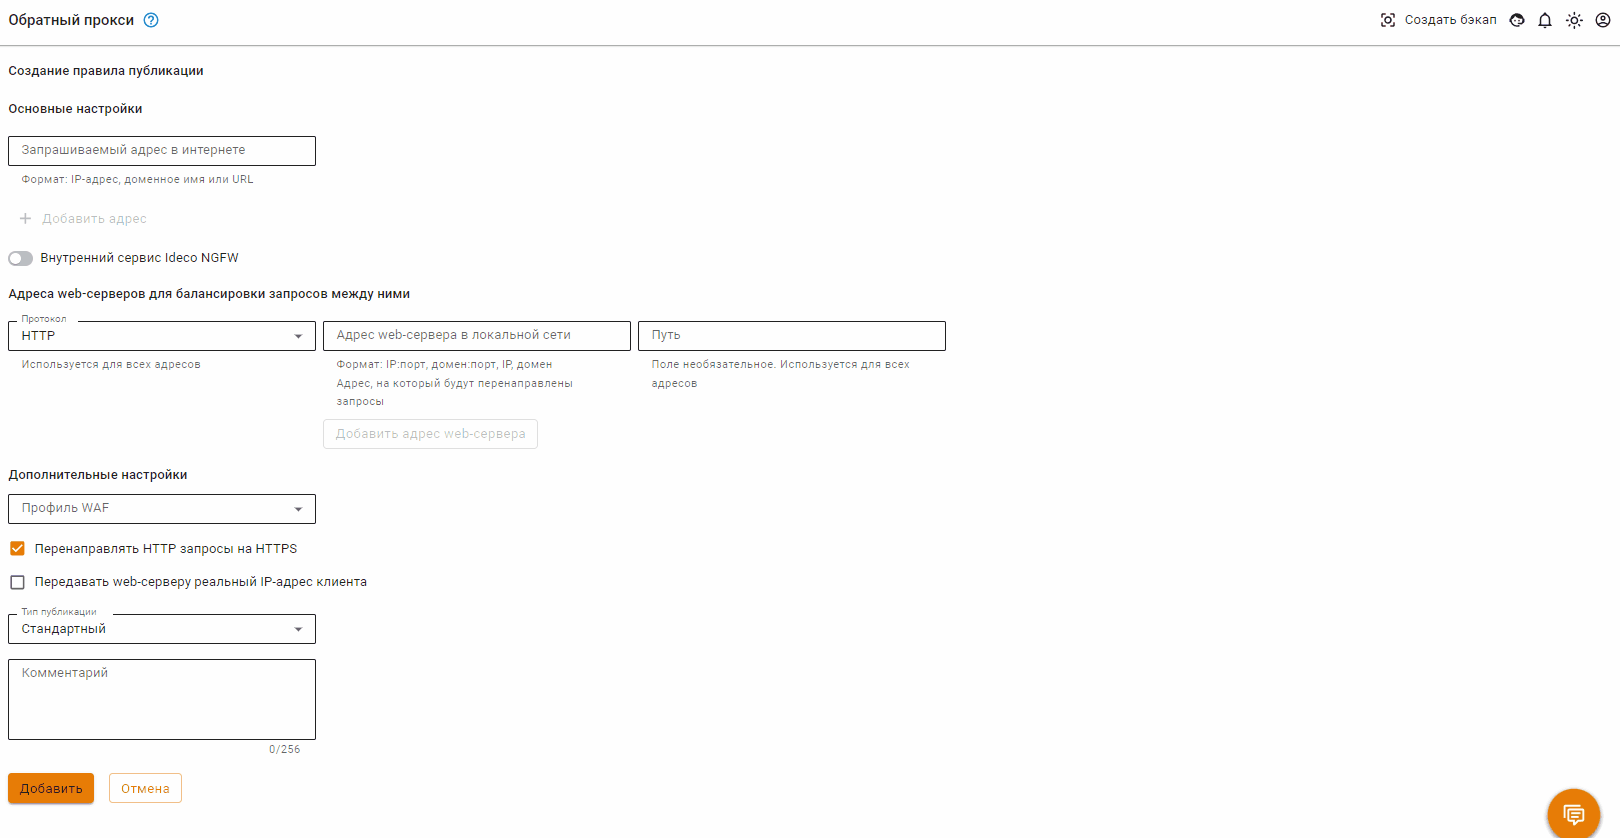 Обратный прокси
Создать бэкап
Создание правила публикации
Основные настройки
Запрашиваемый адрес в интернете
Формат: IP-адрес, доменное имя или URL
Добавить адрес
Внутренний сервис Ideco NGFW
Адреса web-серверов для балансировки запросов между ними
Протокол
HTTP
Используется для всех адресов
Адрес web-сервера в локальной сети
Формат: IP:порт, домен:порт, IP, домен
Адрес, на который будут перенаправлены
запросы
Путь
Поле необязательное. Используется для всех
адресов
Добавить адрес web-сервера
Дополнительные настройки
Профиль WAF
Перенаправлять HTTP запросы на HTTPS
Передавать web-серверу реальный IP-адрес клиента
Тип публикации
Стандартный
Комментарий
0/256
Добавить
Отмена